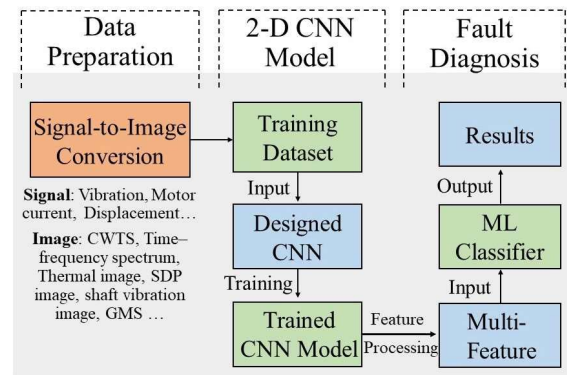 Data
Preparation
2-D CNN
Model
Fault
Diagnosis
Signal-to-Image
Conversion
Signal: Vibration, Motor
current, Displacement…
Image: CWTS, Time–
frequency spectrum,
Thermal image, SDP
image, shaft vibration
image, GMS …
Training
Dataset
Input
Designed
CNN
Training
Trained
CNN Model
Feature
Processing
Multi-
Feature
Input
ML
Classifier
Output
Results